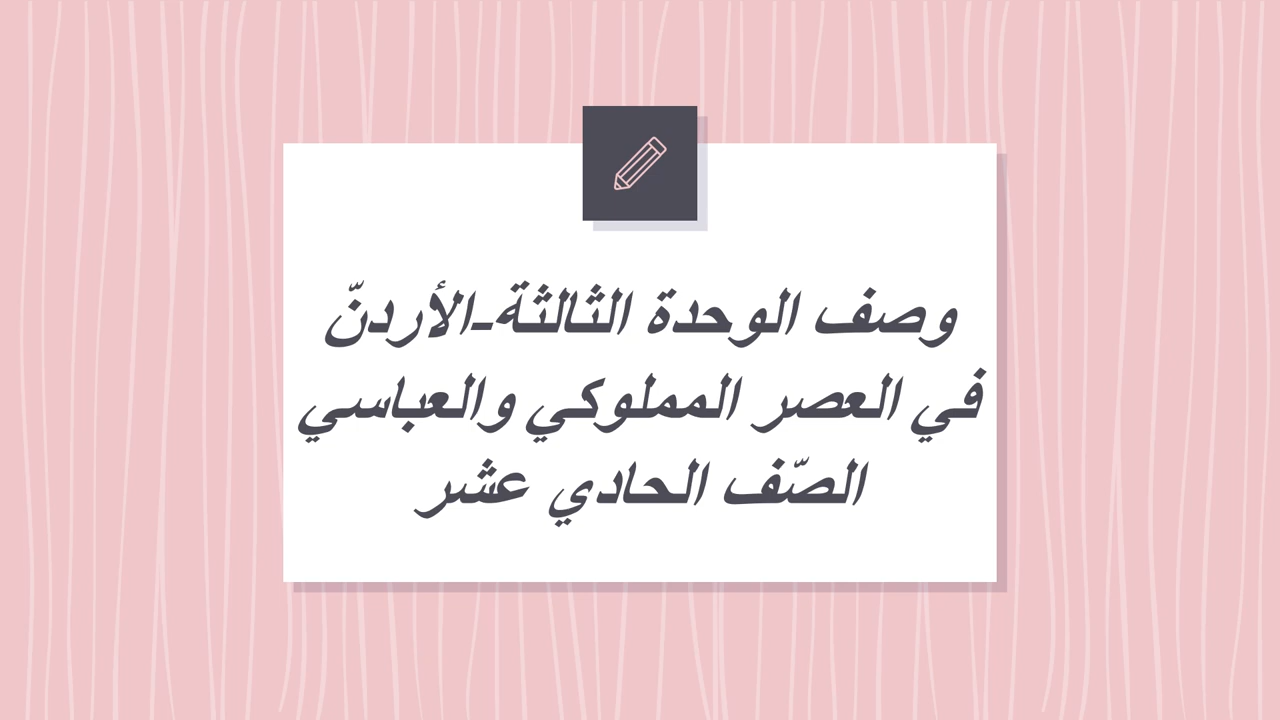 وصف الوحدة الثالثة-الأردنّ
في العصر المملوكي والعباسي
الصّف الحادي عشر